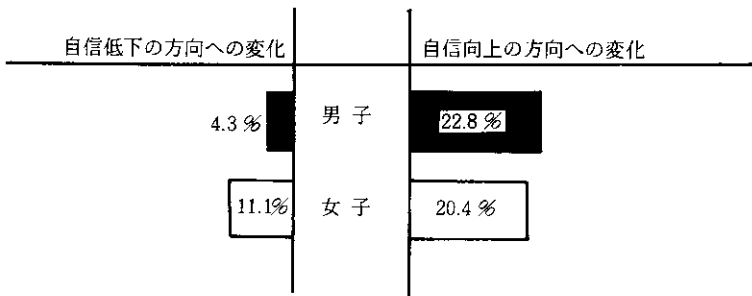 自信低下の方向への変化 自信向上の方向への変化
4.3 % 男 子 22.8 %
11.1% 女 子 20.4 %